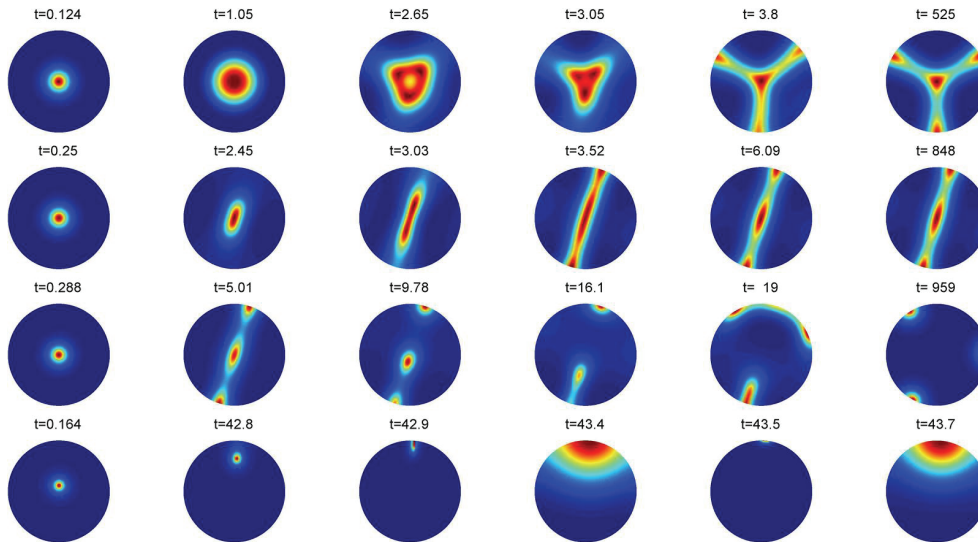 t=0.124 t=1.05 t=2.65 t=3.05 t= 3.8 t= 525
t=0.25 t=2.45 t=3.03 t=3.52 t=6.09 t= 848
t=0.288 t=5.01 t=9.78 t=16.1 t=  19 t= 959
t=0.164 t=42.8 t=42.9 t=43.4 t=43.5 t=43.7